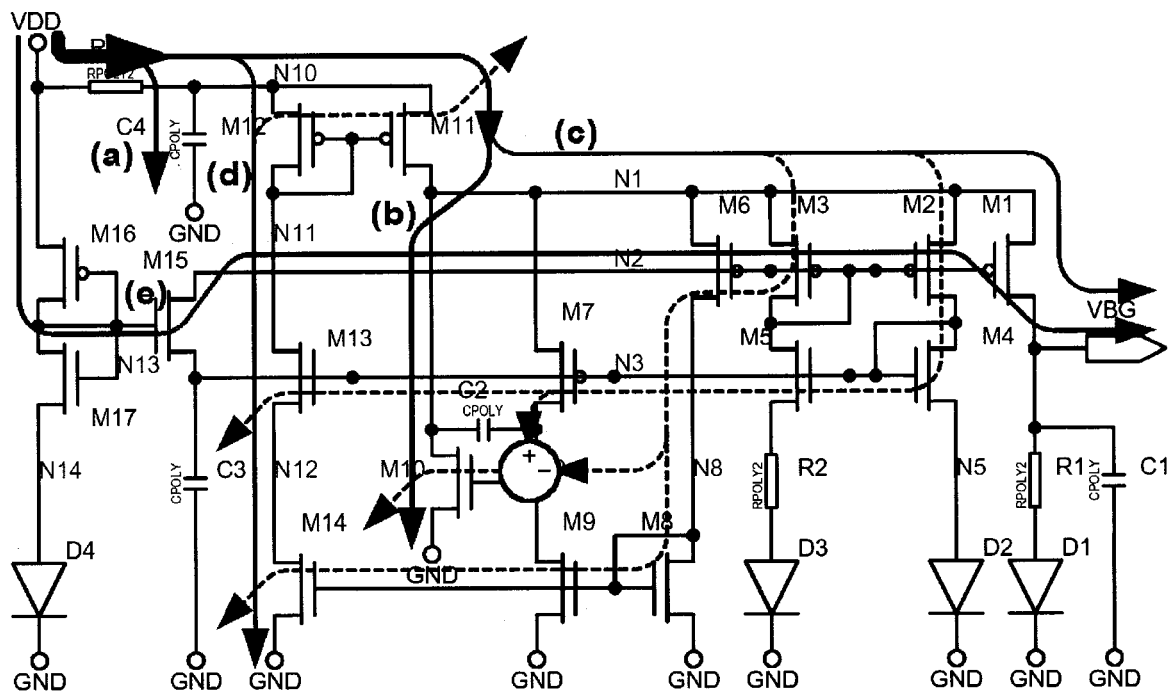 VDD
RPOLY2
N10
C4
CPOLY
M12
M11
(c)
(a)
(d)
GND
(b)
N1
M6
M3
M2
M1
N11
M16
M15
N2
(e)
M7
VBG
N13
M13
M5
M4
N3
M17
C2
CPOLY
+
−
N14
C3
CPOLY
N12
M10
N8
RPOLY2
R2
N5
RPOLY2
R1
CPOLY
C1
M14
M9
M8
D4
GND
D3
D2
D1
GND
GND
GND
GND
GND
GND
GND
GND
GND